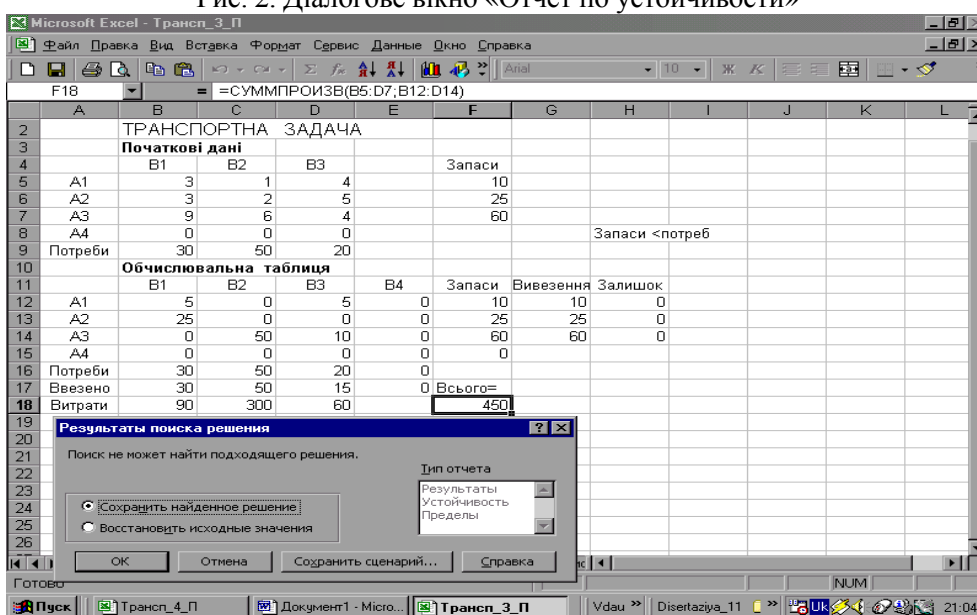 Рис. 2. Діалогове вікно «Отчет по устойчивости»
Microsoft Excel - Трансп_3_П
Файл Правка Вид Вставка Формат Сервис Данные Окно Справка
Arial 10 Ж К
F18 = =СУММПРОИЗВ(B5:D7;B12:D14)
A B C D E F G H I J K L
2 ТРАНСПОРТНА ЗАДАЧА
3 Початкові дані
4 B1 B2 B3 Запаси
5 A1 3 1 4 10
6 A2 3 2 5 25
7 A3 9 6 4 60
8 A4 0 0 0 Запаси <потреб
9 Потреби 30 50 20
10 Обчислювальна таблиця
11 B1 B2 B3 B4 Запаси Вивезення Залишок
12 A1 5 0 5 0 10 10 0
13 A2 25 0 0 0 25 25 0
14 A3 0 50 10 0 60 60 0
15 A4 0 0 0 0 0
16 Потреби 30 50 20 0
17 Ввезено 30 50 15 0 Всього=
18 Витрати 90 300 60 450
19
20
21
22
23
24
25
26
Результаты поиска решения
Поиск не может найти подходящего решения.
Тип отчета
Результаты
Устойчивость
Пределы
Сохранить найденное решение
Восстановить исходные значения
ОК Отмена Сохранить сценарий... Справка
Готово NUM
Пуск Трансп_4_П Документ1 - Micro... Трансп_3_П Vdau » Disertaziya_11 » Uk 21:04